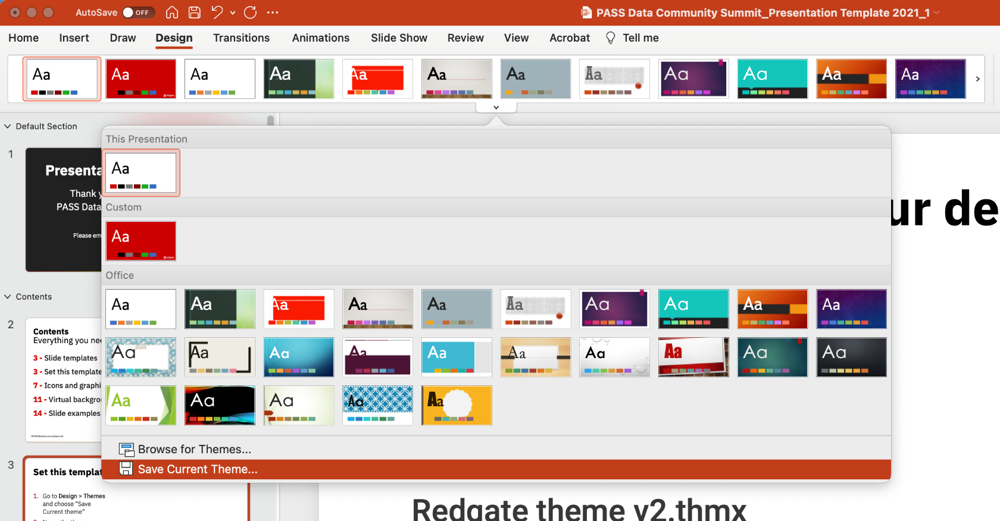 AutoSave OFF
PASS Data Community Summit_Presentation Template 2021_1
Home Insert Draw Design Transitions Animations Slide Show Review View Acrobat Tell me
Aa Aa Aa Aa Aa Aa Aa Aa Aa Aa Aa Aa
redgate
Default Section
1
Presenta
Thank y
PASS Data
Please em
Contents
2
Contents
Everything you nee
3 - Slide templates
3 - Set this template
7 - Icons and graphi
11 - Virtual backgrou
14 - Slide examples
#PASSDataCommunitySummit
3
Set this templat
1. Go to Design > Themes
and choose “Save
Current theme”
This Presentation
Aa
Custom
Aa
redgate
Office
Aa Aa Aa Aa Aa Aa Aa Aa Aa Aa
Aa Aa Aa Aa Aa Aa Aa Aa Aa Aa
Aa Aa Aa Aa Aa
Browse for Themes...
Save Current Theme...
ur de
Redgate theme v2.thmx